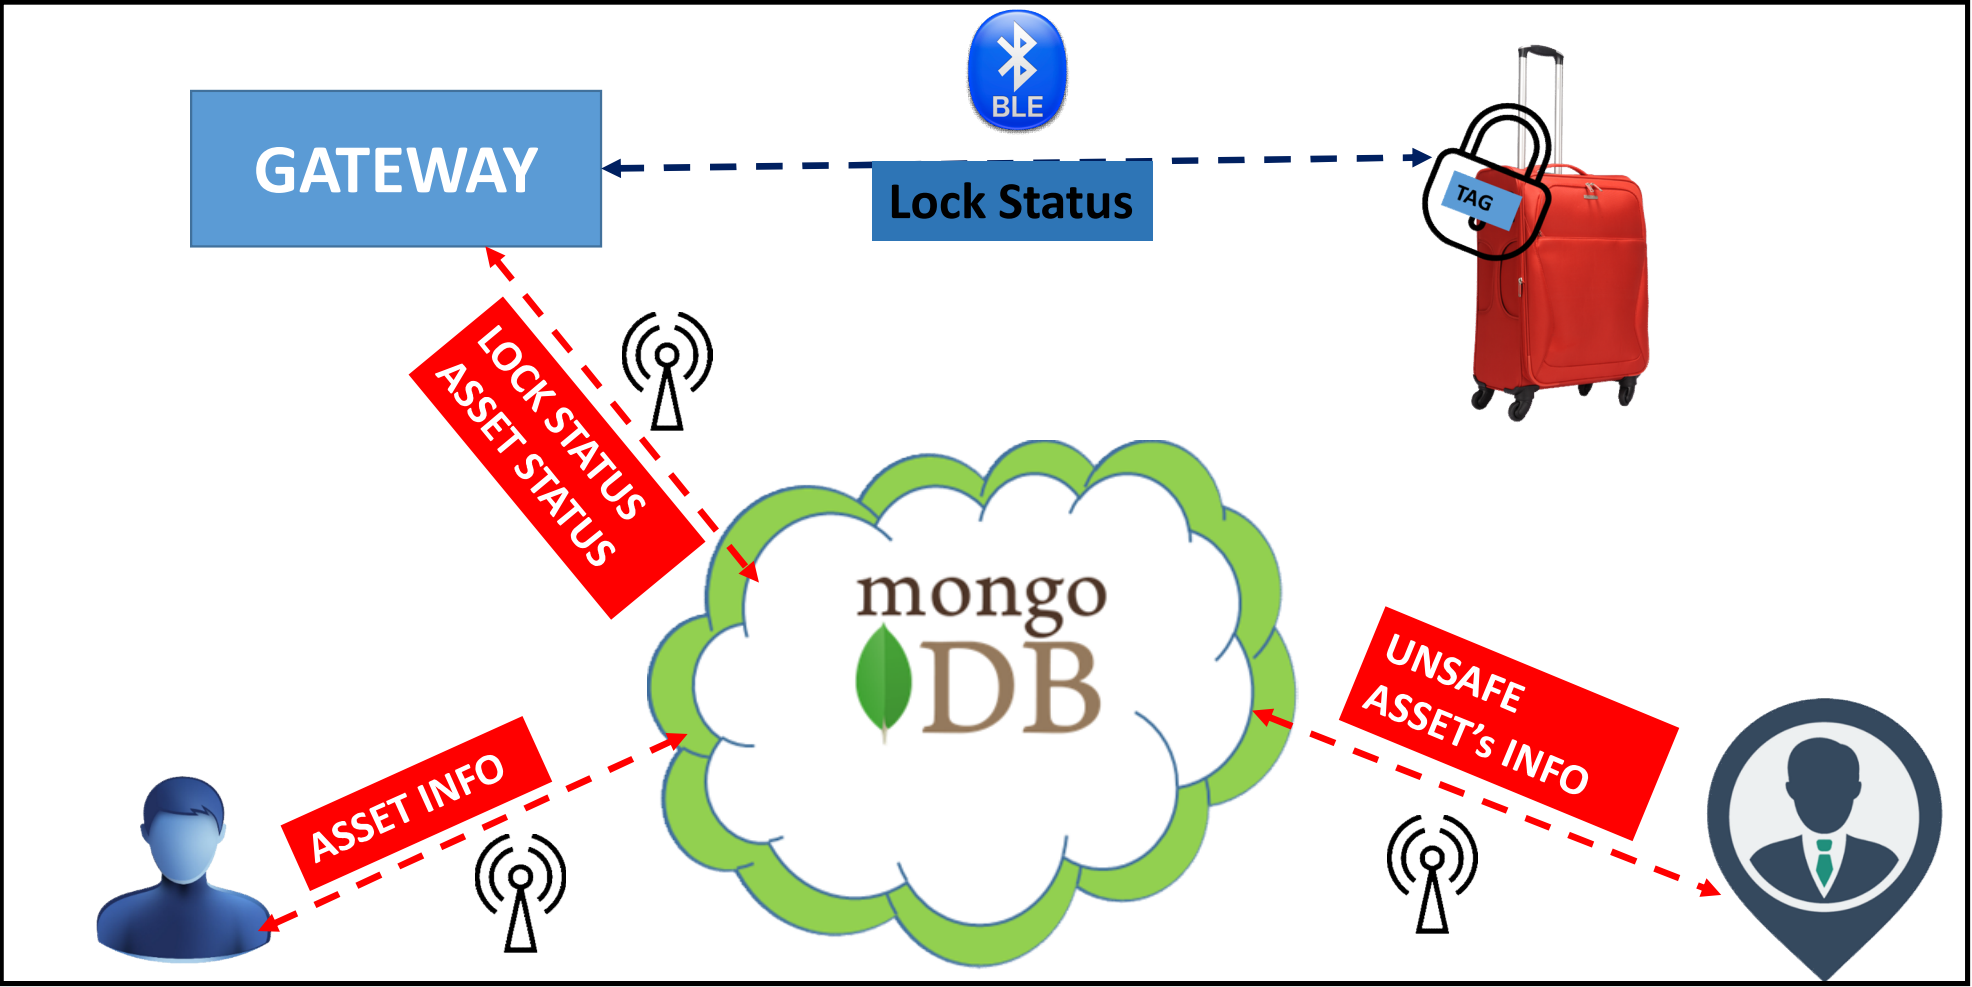 BLE
GATEWAY
Lock Status
TAG
LOCK STATUS
ASSET STATUS
mongo
DB
UNSAFE
ASSET's INFO
ASSET INFO